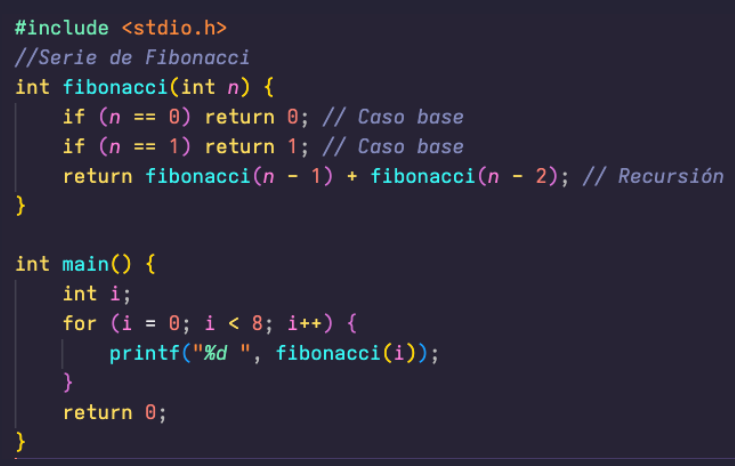 #include <stdio.h>
//Serie de Fibonacci
int fibonacci(int n) {
    if (n == 0) return 0; // Caso base
    if (n == 1) return 1; // Caso base
    return fibonacci(n - 1) + fibonacci(n - 2); // Recursión
}

int main() {
    int i;
    for (i = 0; i < 8; i++) {
        printf("%d ", fibonacci(i));
    }
    return 0;
}